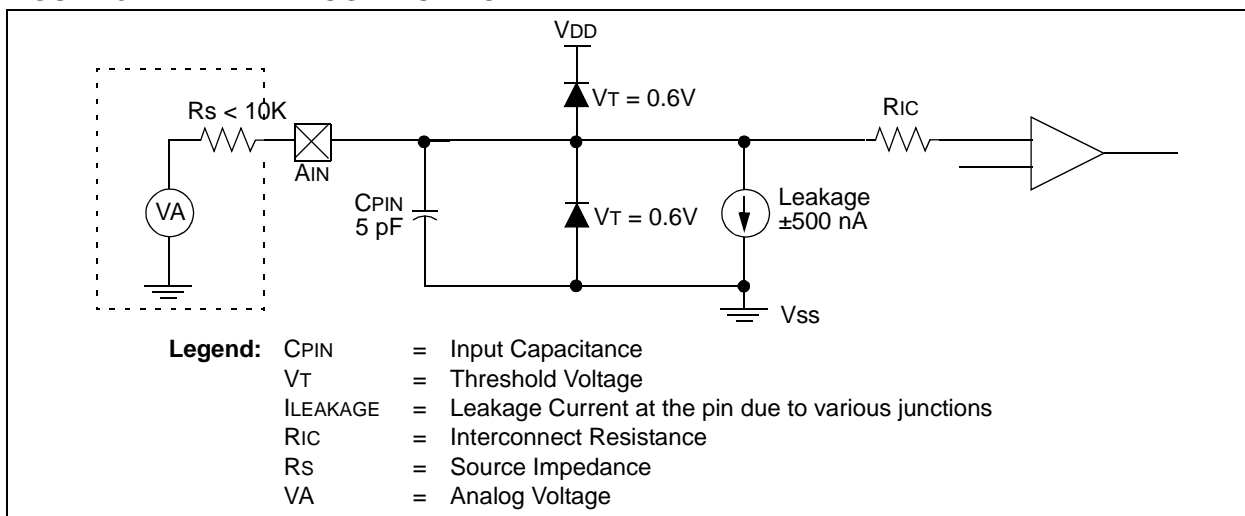 VDD
VT = 0.6V
RS < 10K
RIC
AIN
VA
CPIN
5 pF
VT = 0.6V
Leakage
±500 nA
VSS
Legend: CPIN = Input Capacitance
VT = Threshold Voltage
ILEAKAGE = Leakage Current at the pin due to various junctions
RIC = Interconnect Resistance
RS = Source Impedance
VA = Analog Voltage